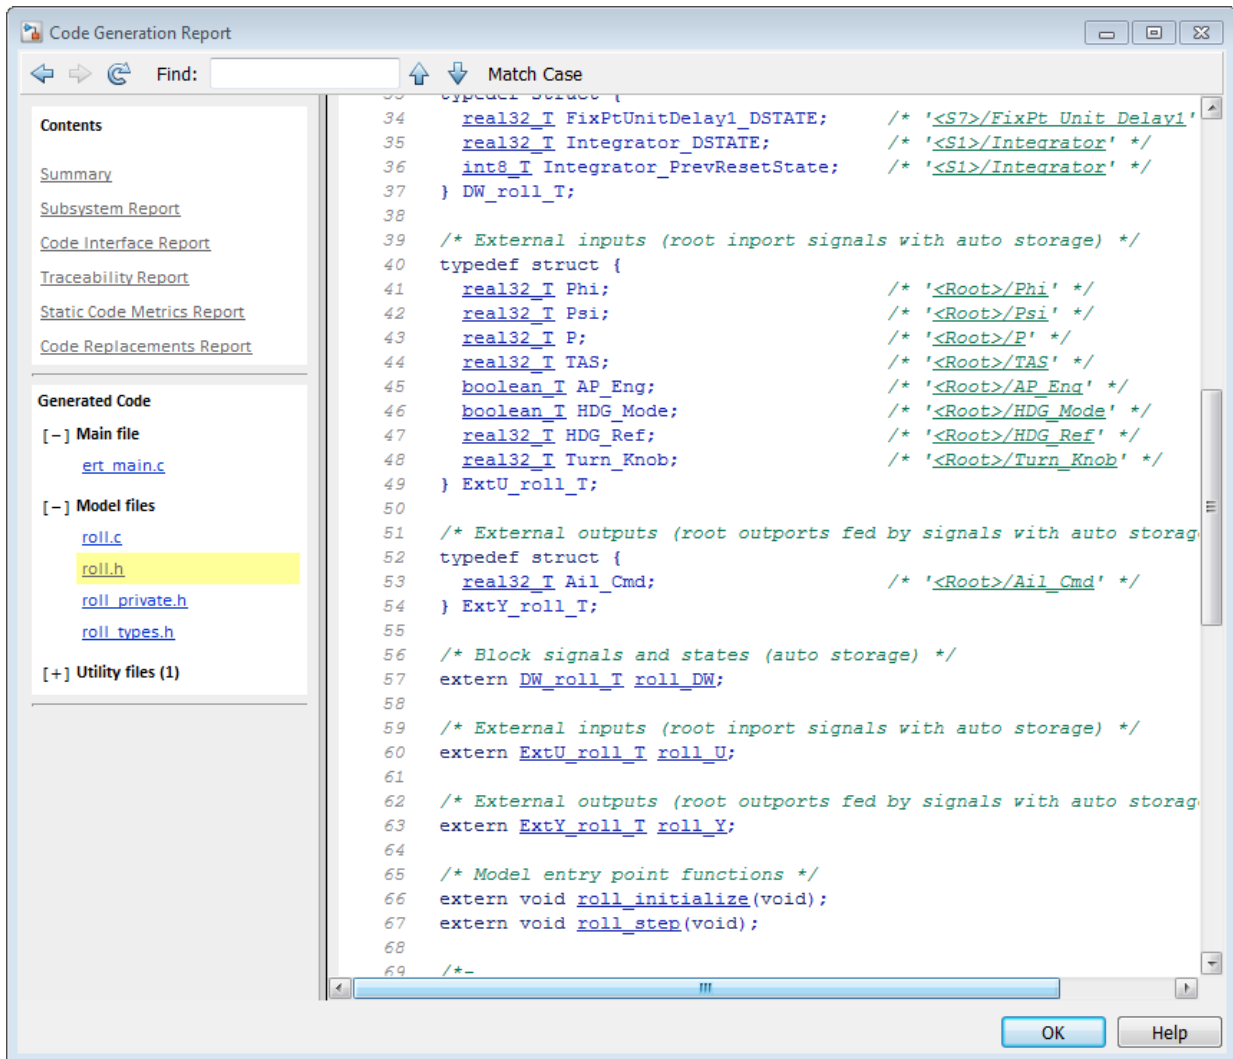 Code Generation Report
Find:
Match Case
Contents
Summary
Subsystem Report
Code Interface Report
Traceability Report
Static Code Metrics Report
Code Replacements Report
Generated Code
[−] Main file
ert_main.c
[−] Model files
roll.c
roll.h
roll_private.h
roll_types.h
[+] Utility files (1)
33 typedef struct {
34 real32_T FixPtUnitDelay1_DSTATE; /* '<S7>/FixPt Unit Delay1'
35 real32_T Integrator_DSTATE; /* '<S1>/Integrator' */
36 int8_T Integrator_PrevResetState; /* '<S1>/Integrator' */
37 } DW_roll_T;
38
39 /* External inputs (root inport signals with auto storage) */
40 typedef struct {
41 real32_T Phi; /* '<Root>/Phi' */
42 real32_T Psi; /* '<Root>/Psi' */
43 real32_T P; /* '<Root>/P' */
44 real32_T TAS; /* '<Root>/TAS' */
45 boolean_T AP_Eng; /* '<Root>/AP_Eng' */
46 boolean_T HDG_Mode; /* '<Root>/HDG_Mode' */
47 real32_T HDG_Ref; /* '<Root>/HDG_Ref' */
48 real32_T Turn_Knob; /* '<Root>/Turn_Knob' */
49 } ExtU_roll_T;
50
51 /* External outputs (root outports fed by signals with auto storag
52 typedef struct {
53 real32_T Ail_Cmd; /* '<Root>/Ail_Cmd' */
54 } ExtY_roll_T;
55
56 /* Block signals and states (auto storage) */
57 extern DW_roll_T roll_DW;
58
59 /* External inputs (root inport signals with auto storage) */
60 extern ExtU_roll_T roll_U;
61
62 /* External outputs (root outports fed by signals with auto storag
63 extern ExtY_roll_T roll_Y;
64
65 /* Model entry point functions */
66 extern void roll_initialize(void);
67 extern void roll_step(void);
68
69 /*-
OK
Help